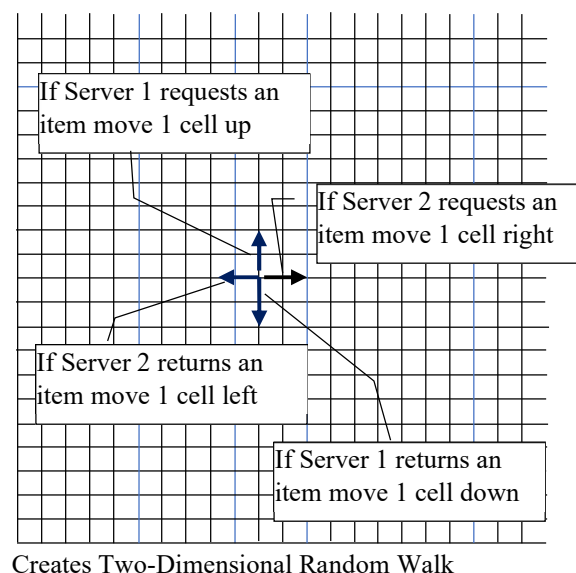 If Server 1 requests an
item move 1 cell up
If Server 2 requests an
item move 1 cell right
If Server 2 returns an
item move 1 cell left
If Server 1 returns an
item move 1 cell down
Creates Two-Dimensional Random Walk